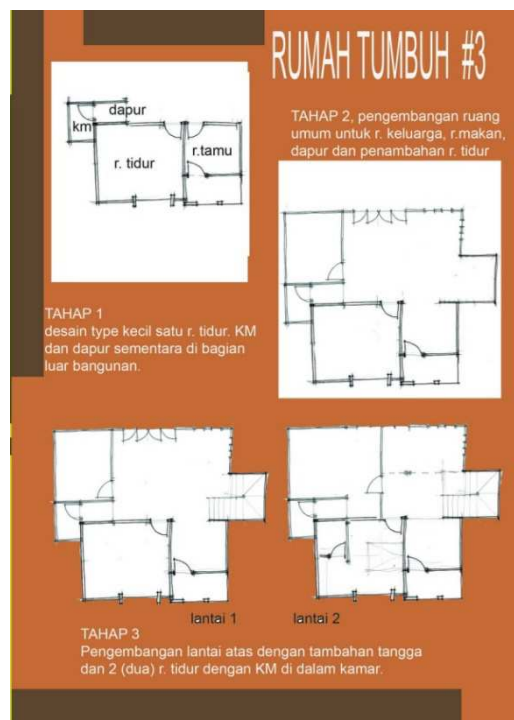 RUMAH TUMBUH #3
dapur
km
r.tamu
r. tidur
TAHAP 1
desain type kecil satu r. tidur. KM
dan dapur sementara di bagian
luar bangunan.
TAHAP 2, pengembangan ruang
umum untuk r. keluarga, r.makan,
dapur dan penambahan r. tidur
lantai 1
lantai 2
TAHAP 3
Pengembangan lantai atas dengan tambahan tangga
dan 2 (dua) r. tidur dengan KM di dalam kamar.